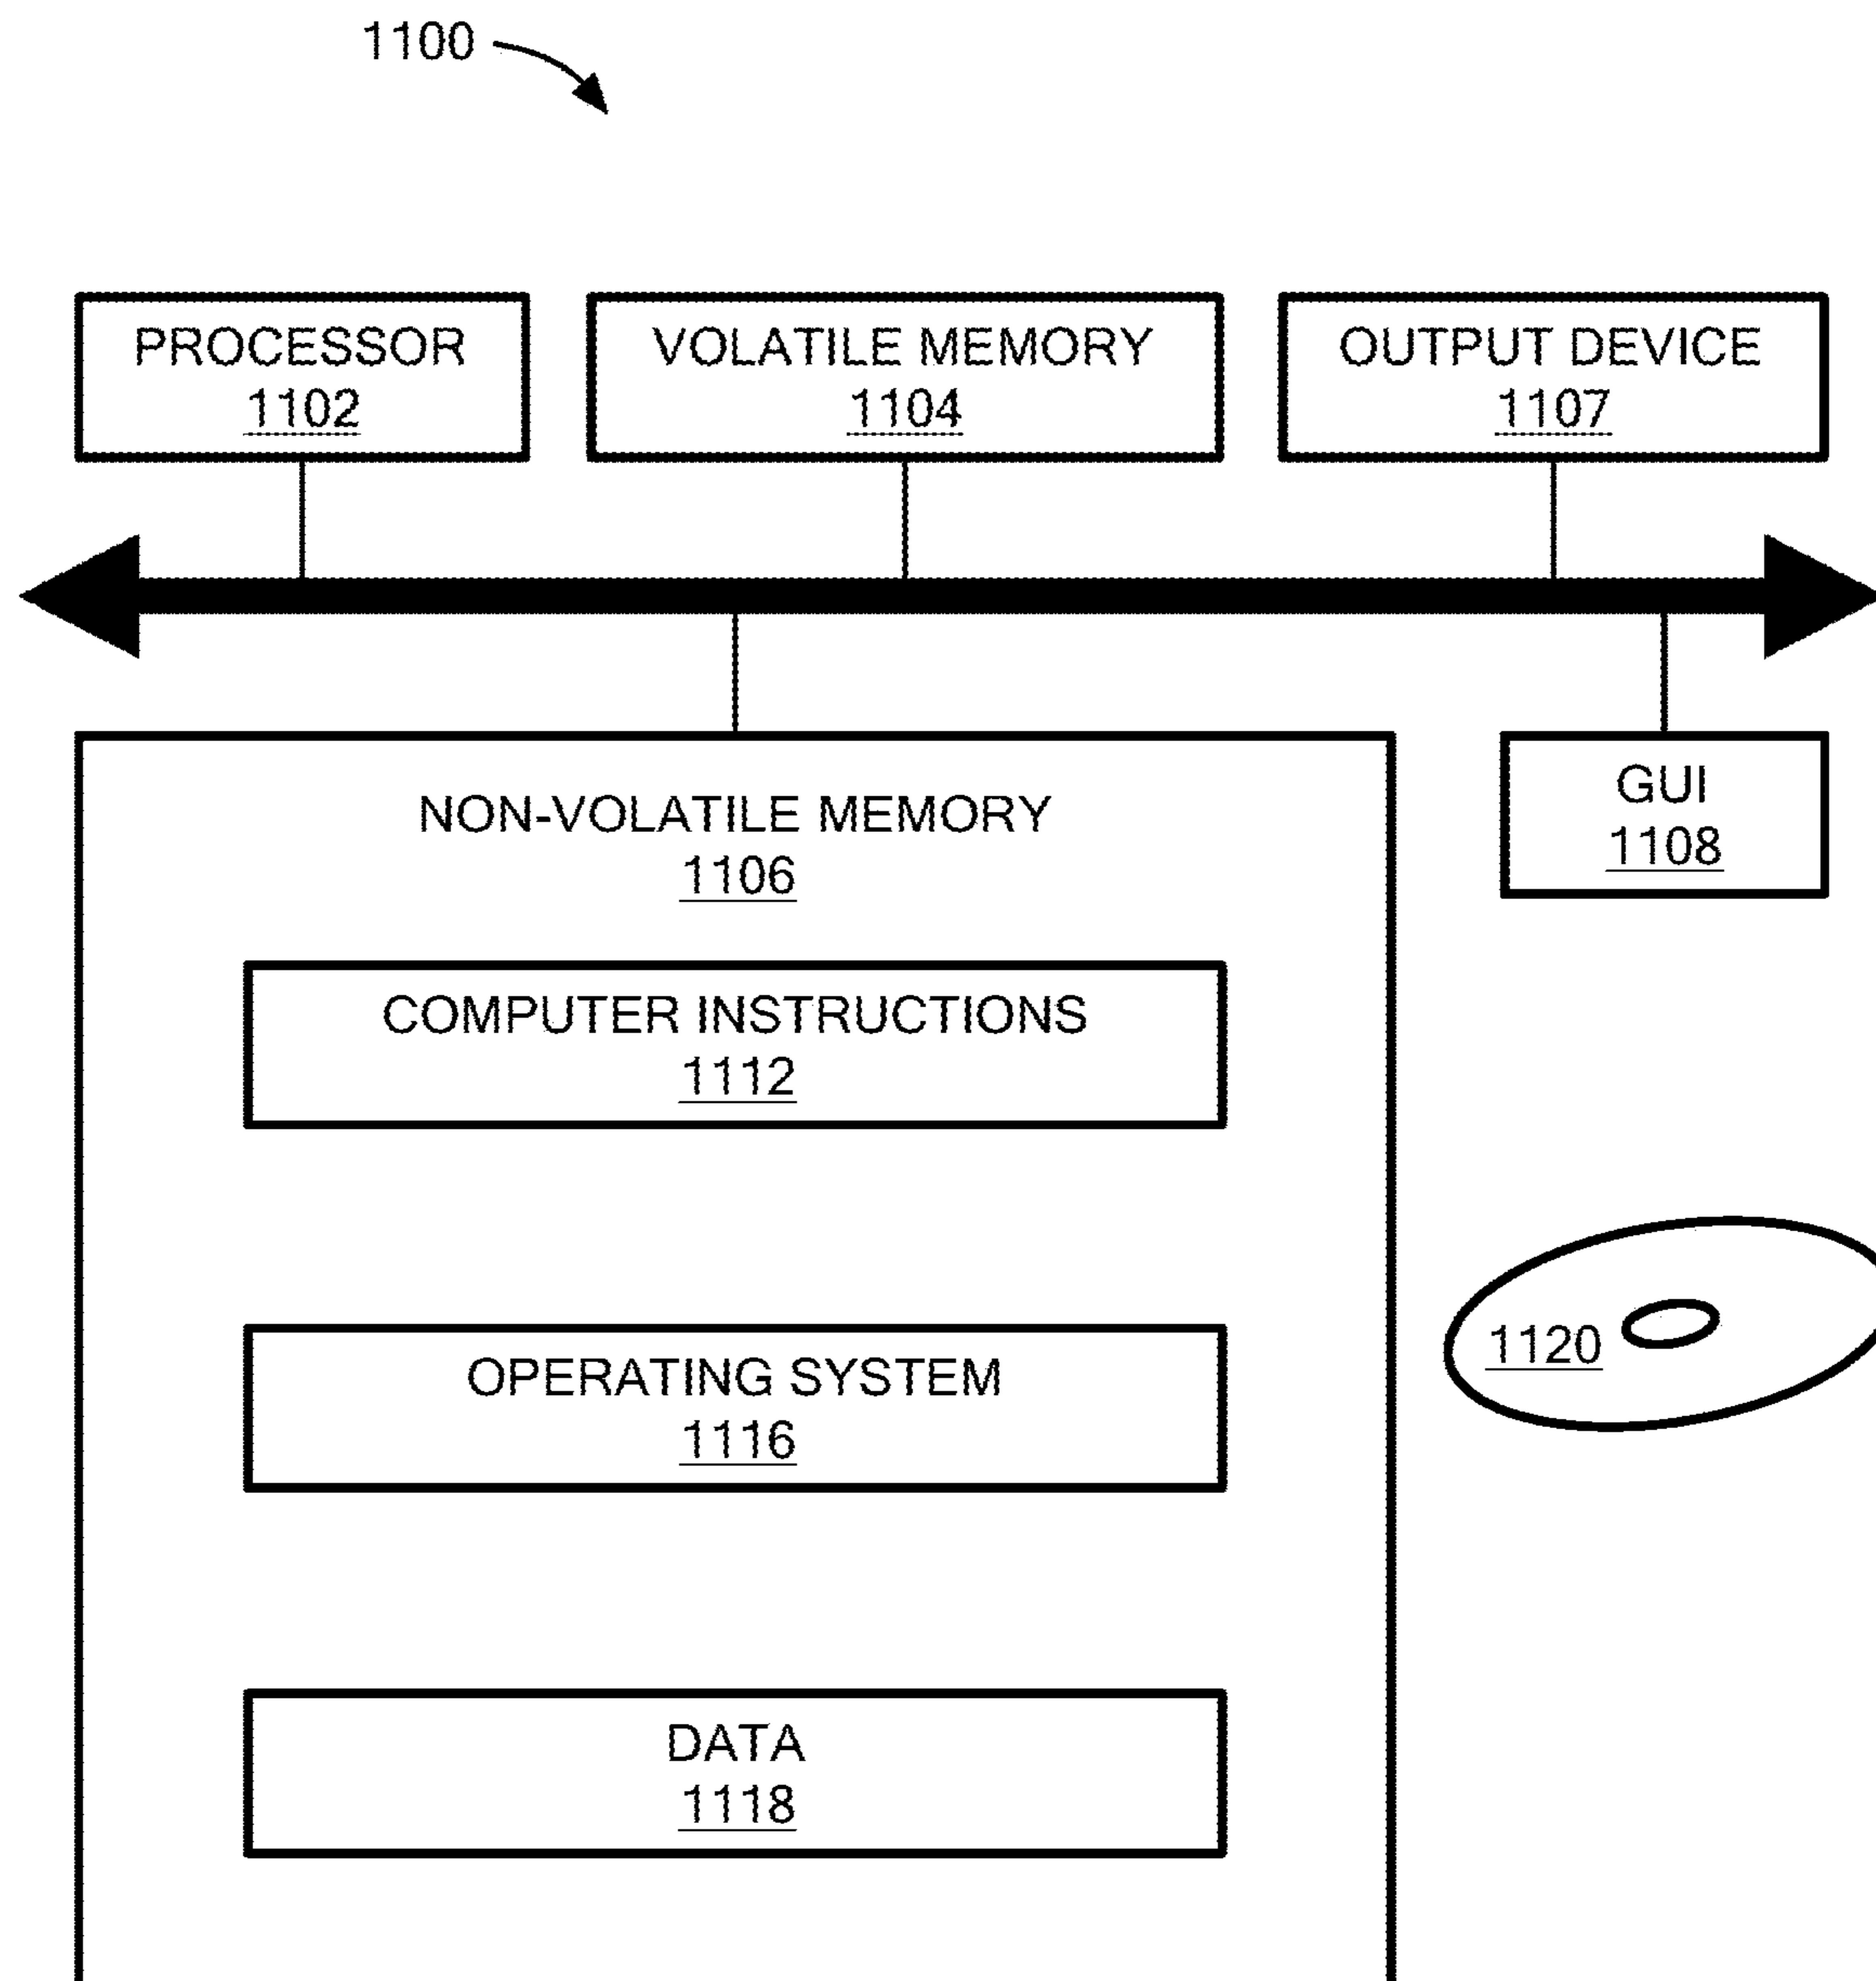 1100
PROCESSOR
1102
VOLATILE MEMORY
1104
OUTPUT DEVICE
1107
NON-VOLATILE MEMORY
1106
GUI
1108
COMPUTER INSTRUCTIONS
1112
1120
OPERATING SYSTEM
1116
DATA
1118